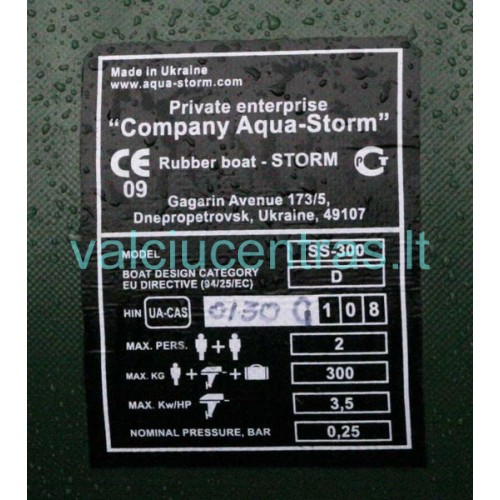 Made in Ukraine
www.aqua-storm.com
Private enterprise
“Company Aqua-Storm”
CE Rubber boat - STORM РСТ
09
Gagarin Avenue 173/5,
Dnepropetrovsk, Ukraine, 49107
valciucentras.lt
MODEL SS-300
BOAT DESIGN CATEGORY D
EU DIRECTIVE (94/25/EC)
HIN UA-CAS 0130 G 1 0 8
MAX. PERS. + 2
MAX. KG + + 300
MAX. Kw/HP 3,5
NOMINAL PRESSURE, BAR 0,25